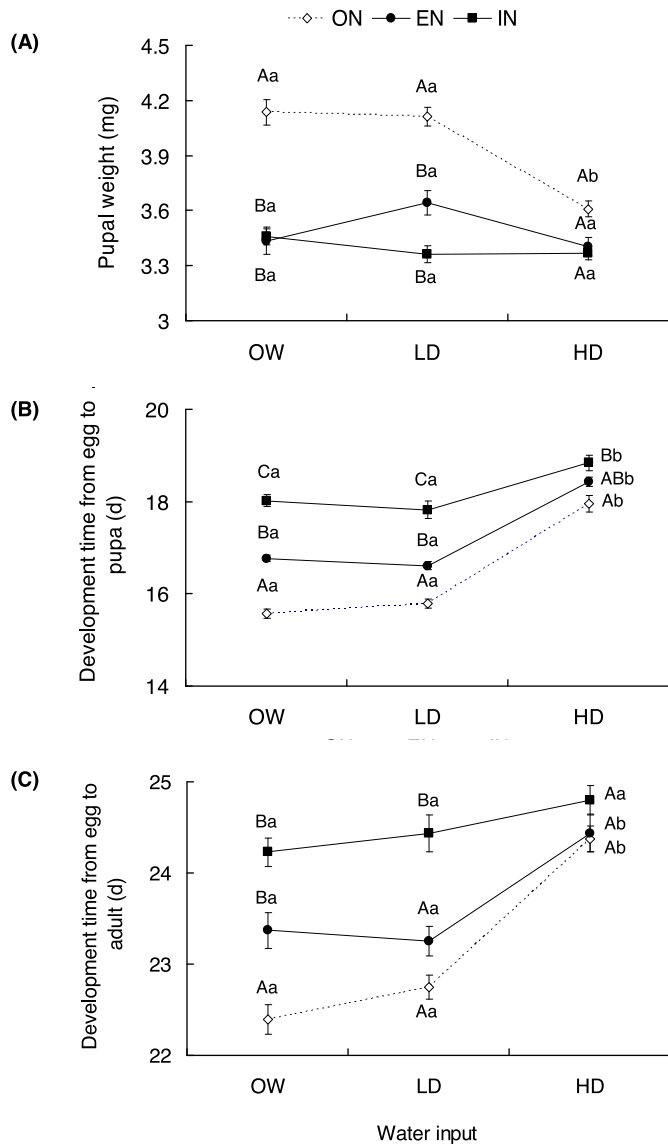 ON EN IN
(A)
Pupal weight (mg)
4.5
4.2
3.9
3.6
3.3
3
Aa
Aa
Ab
Ba
Ba
Aa
Ba
Ba
Aa
OW LD HD
(B)
Development time from egg to
pupa (d)
20
18
16
14
Ca
Ca
Bb
ABb
Ab
Ba
Ba
Aa
Aa
OW LD HD
(C)
Development time from egg to
adult (d)
25
24
23
22
Ba
Ba
Aa
Ab
Ab
Ba
Aa
Aa
Aa
OW LD HD
Water input